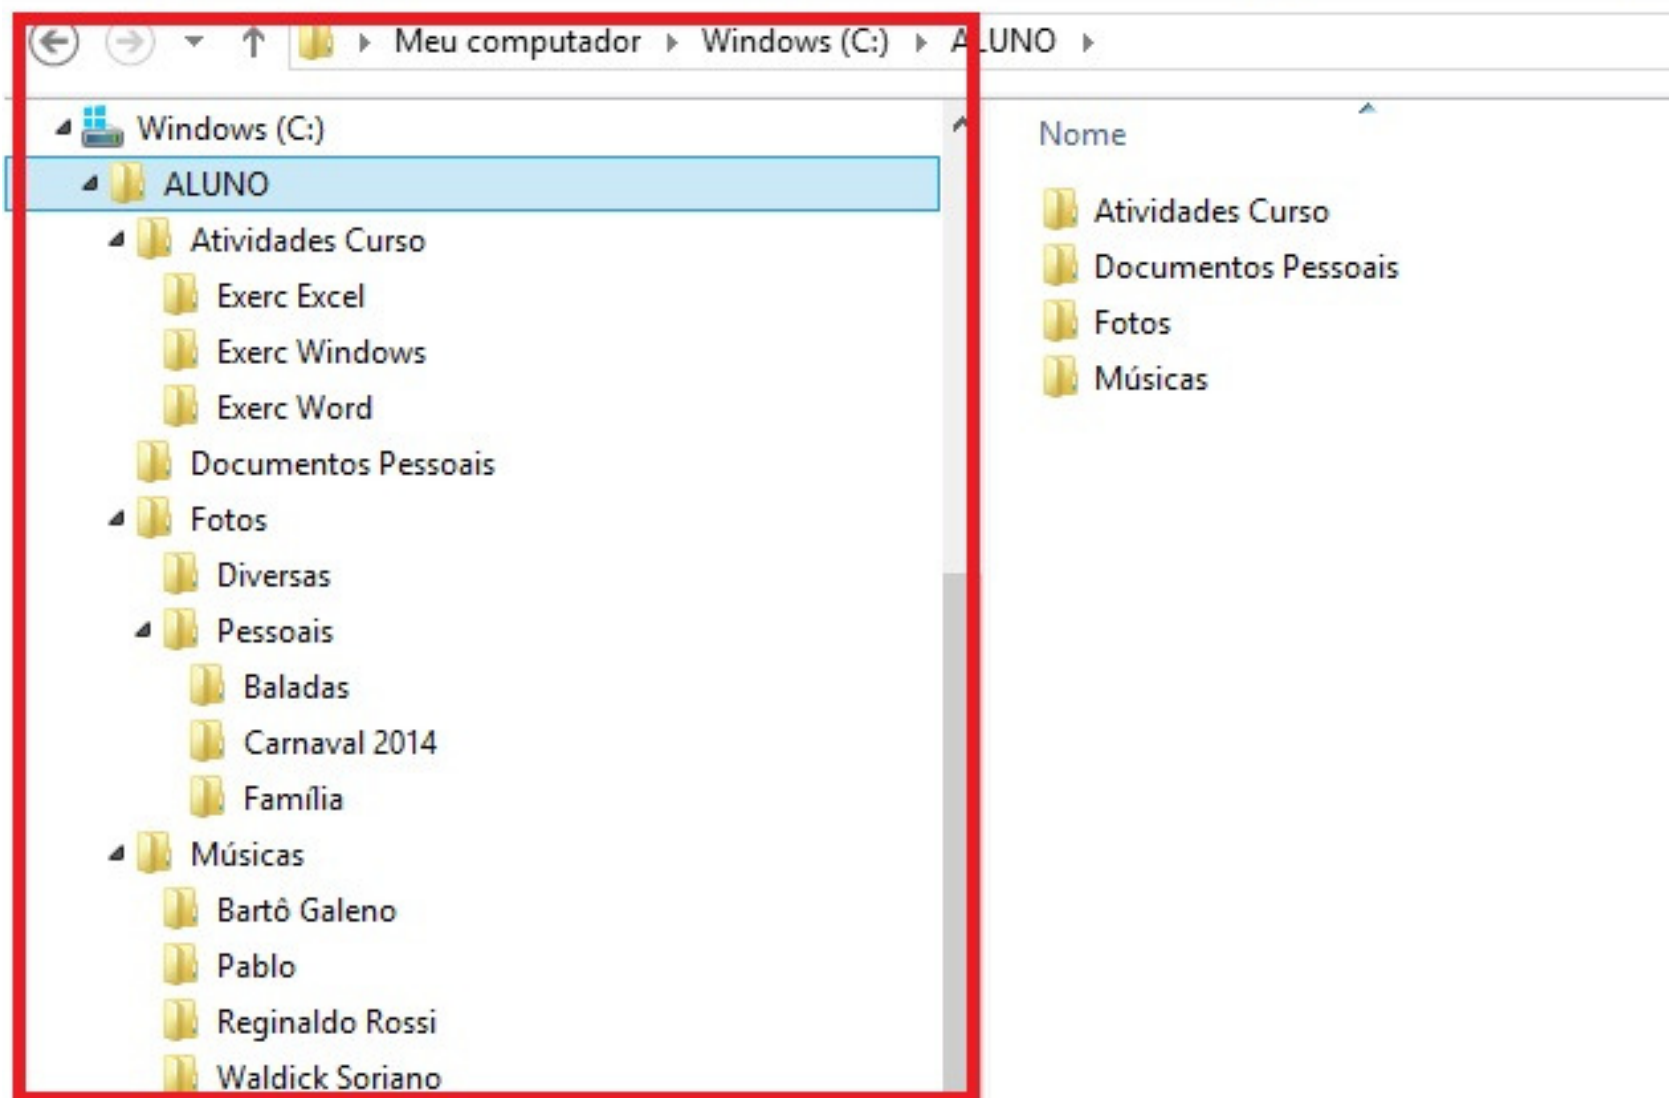 Meu computador Windows (C:) ALUNO
Windows (C:)
ALUNO
Atividades Curso
Exerc Excel
Exerc Windows
Exerc Word
Documentos Pessoais
Fotos
Diversas
Pessoais
Baladas
Carnaval 2014
Família
Músicas
Bartô Galeno
Pablo
Reginaldo Rossi
Waldick Soriano
Nome
Atividades Curso
Documentos Pessoais
Fotos
Músicas